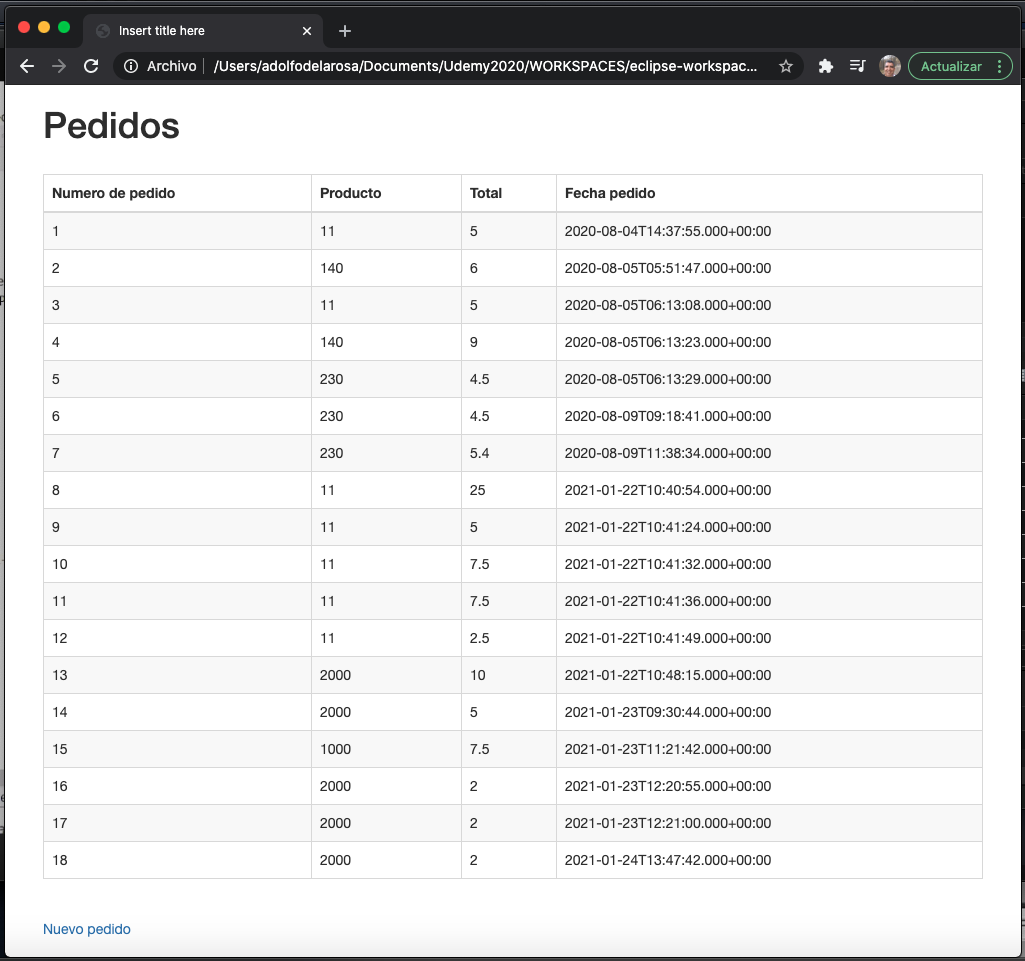 Insert title here
Archivo /Users/adolfodelarosa/Documents/Udemy2020/WORKSPACES/eclipse-workspac... Actualizar
Pedidos
Numero de pedido Producto Total Fecha pedido
1 11 5 2020-08-04T14:37:55.000+00:00
2 140 6 2020-08-05T05:51:47.000+00:00
3 11 5 2020-08-05T06:13:08.000+00:00
4 140 9 2020-08-05T06:13:23.000+00:00
5 230 4.5 2020-08-05T06:13:29.000+00:00
6 230 4.5 2020-08-09T09:18:41.000+00:00
7 230 5.4 2020-08-09T11:38:34.000+00:00
8 11 25 2021-01-22T10:40:54.000+00:00
9 11 5 2021-01-22T10:41:24.000+00:00
10 11 7.5 2021-01-22T10:41:32.000+00:00
11 11 7.5 2021-01-22T10:41:36.000+00:00
12 11 2.5 2021-01-22T10:41:49.000+00:00
13 2000 10 2021-01-22T10:48:15.000+00:00
14 2000 5 2021-01-23T09:30:44.000+00:00
15 1000 7.5 2021-01-23T11:21:42.000+00:00
16 2000 2 2021-01-23T12:20:55.000+00:00
17 2000 2 2021-01-23T12:21:00.000+00:00
18 2000 2 2021-01-24T13:47:42.000+00:00
Nuevo pedido